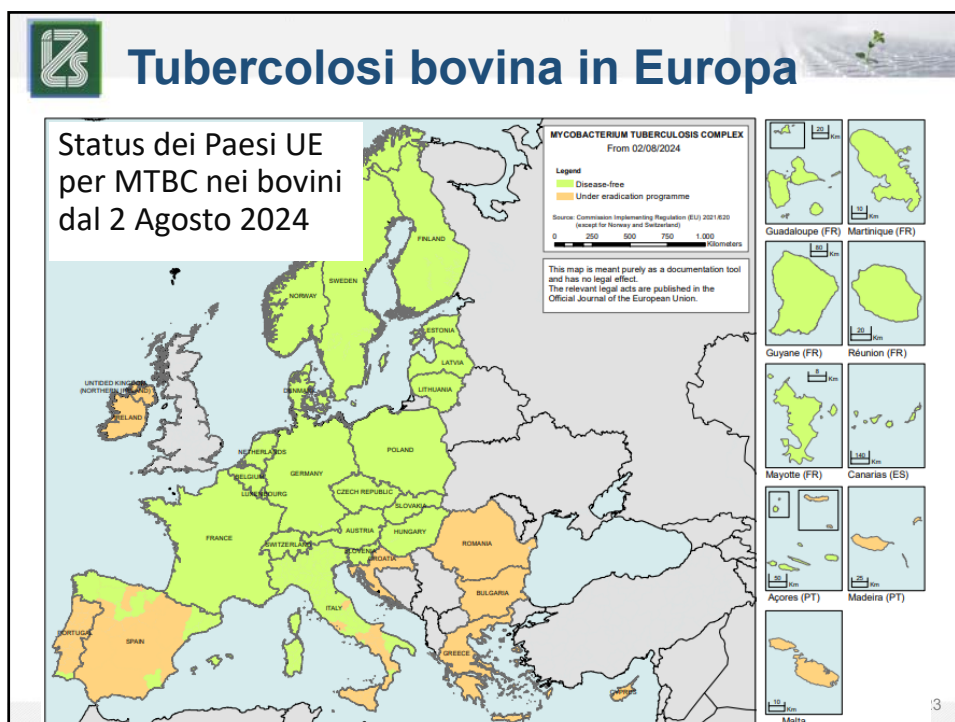 IZS
Tubercolosi bovina in Europa
Status dei Paesi UE
per MTBC nei bovini
dal 2 Agosto 2024
MYCOBACTERIUM TUBERCULOSIS COMPLEX
From 02/08/2024
Legend
Disease-free
Under eradication programme
Source: Commission Implementing Regulation (EU) 2021/620
(except for Norway and Switzerland)
0 250 500 750 1.000
Kilometers
This map is meant purely as a documentation tool
and has no legal effect.
The relevant legal acts are published in the
Official Journal of the European Union.
FINLAND
SWEDEN
NORWAY
ESTONIA
LATVIA
LITHUANIA
DENMARK
UNTIDED KINGDOM
(NORTHERN IRELAND)
IRELAND
NETHERLANDS
POLAND
BELGIUM
GERMANY
LUXEMBOURG
CZECH REPUBLIC
SLOVAKIA
FRANCE
AUSTRIA
HUNGARY
SWITZERLAND
SLOVENIA
CROATIA
ROMANIA
ITALY
BULGARIA
PORTUGAL
SPAIN
GREECE
CYPRUS
20
Km
Guadaloupe (FR)
10
Km
Martinique (FR)
80
Km
Guyane (FR)
20
Km
Réunion (FR)
8
Km
Mayotte (FR)
140
Km
Canarias (ES)
50
Km
Açores (PT)
25
Km
Madeira (PT)
10
Km
Malta